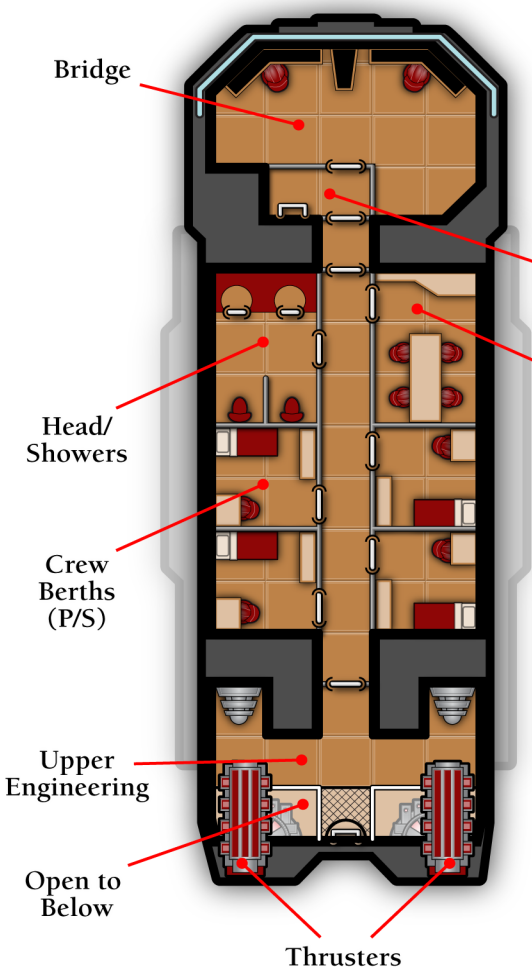 Bridge
Head/
Showers
Crew
Berths
(P/S)
Upper
Engineering
Open to
Below
Thrusters